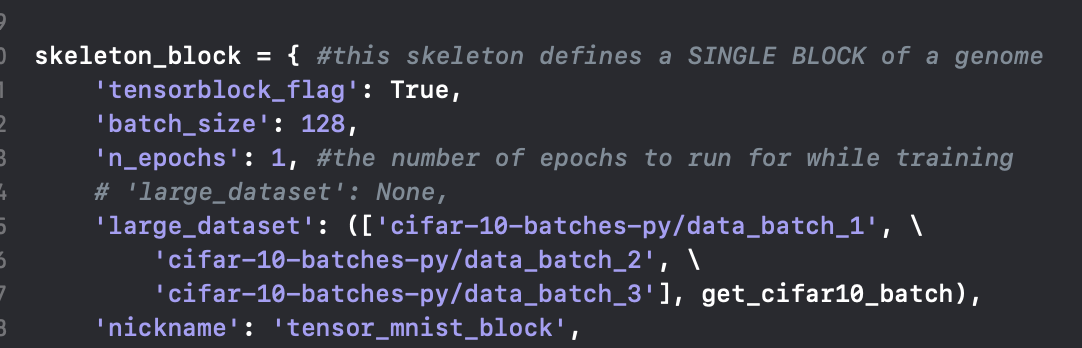 9
0 skeleton_block = { #this skeleton defines a SINGLE BLOCK of a genome
1 'tensorblock_flag': True,
2 'batch_size': 128,
3 'n_epochs': 1, #the number of epochs to run for while training
4 # 'large_dataset': None,
5 'large_dataset': (['cifar-10-batches-py/data_batch_1', \
6 'cifar-10-batches-py/data_batch_2', \
7 'cifar-10-batches-py/data_batch_3'], get_cifar10_batch),
8 'nickname': 'tensor_mnist_block',